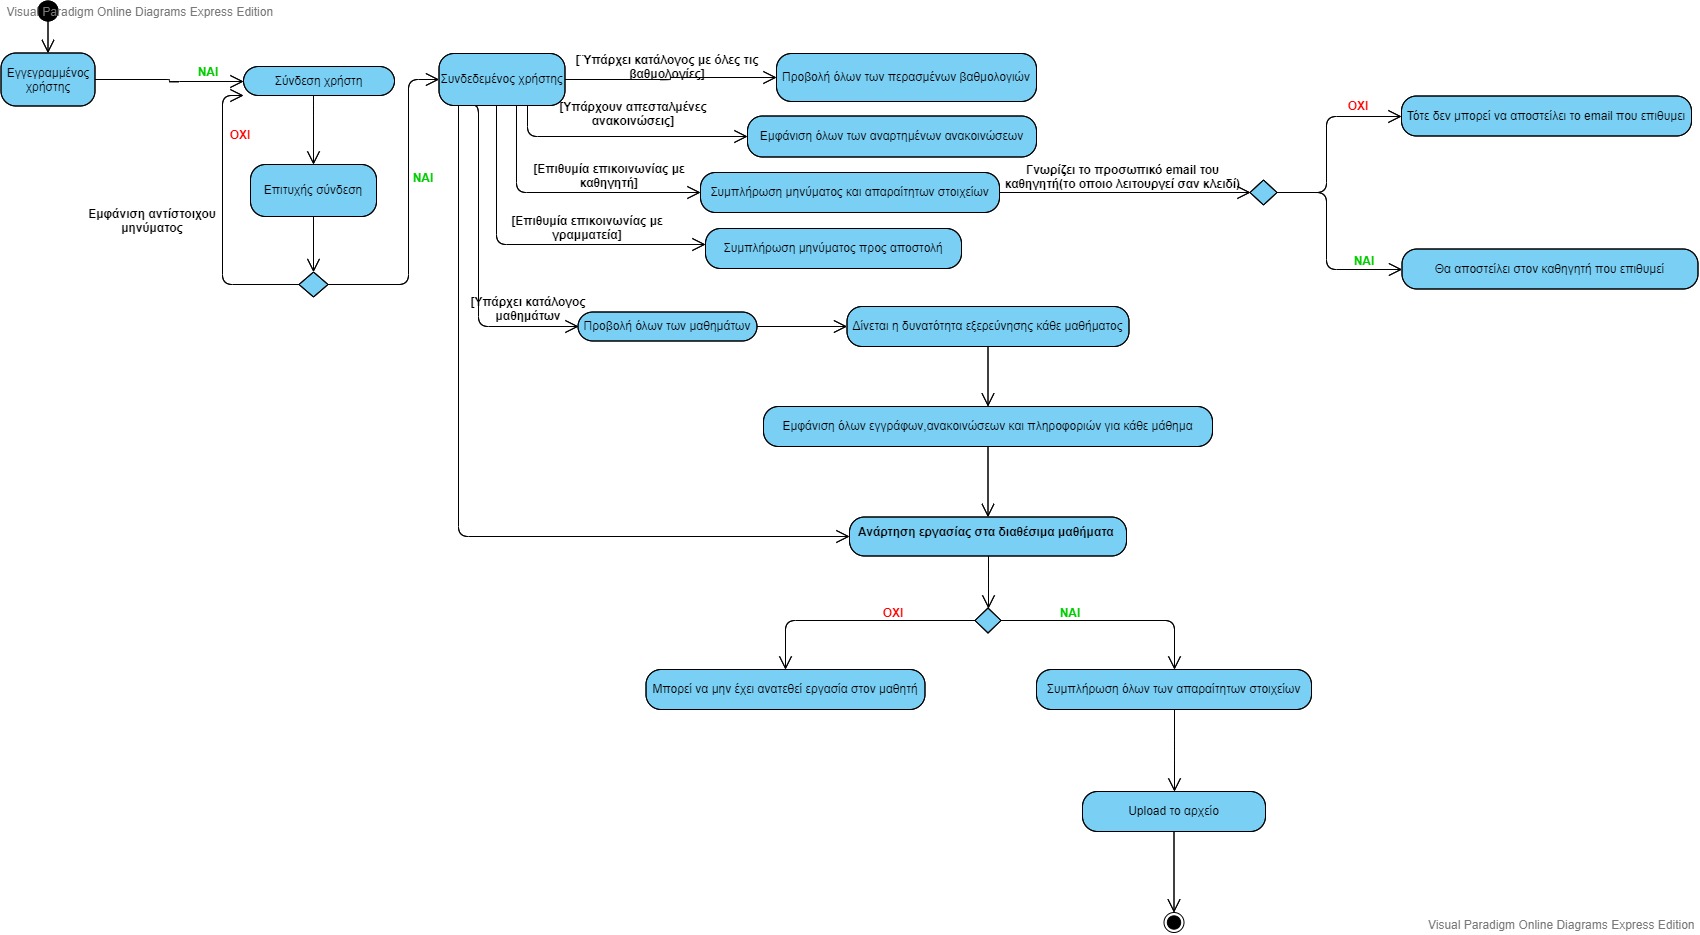 Visual Paradigm Online Diagrams Express Edition
Εγγεγραμμένος
χρήστης
ΝΑΙ
Σύνδεση χρήστη
ΟΧΙ
Επιτυχής σύνδεση
Εμφάνιση αντίστοιχου
μηνύματος
ΝΑΙ
Συνδεδεμένος χρήστης
[ Ύπάρχει κατάλογος με όλες τις
βαθμολογίες]
Προβολή όλων των περασμένων βαθμολογιών
[Υπάρχουν απεσταλμένες
ανακοινώσεις]
Εμφάνιση όλων των αναρτημένων ανακοινώσεων
[Επιθυμία επικοινωνίας με
καθηγητή]
Συμπλήρωση μηνύματος και απαραίτητων στοιχείων
Γνωρίζει το προσωπικό email του
καθηγητή(το οποιο λειτουργεί σαν κλειδί)
ΟΧΙ
Τότε δεν μπορεί να αποστείλει το email που επιθυμει
ΝΑΙ
Θα αποστείλει στον καθηγητή που επιθυμεί
[Επιθυμία επικοινωνίας με
γραμματεία]
Συμπλήρωση μηνύματος προς αποστολή
[Υπάρχει κατάλογος
μαθημάτων
Προβολή όλων των μαθημάτων
Δίνεται η δυνατότητα εξερεύνησης κάθε μαθήματος
Εμφάνιση όλων εγγράφων,ανακοινώσεων και πληροφοριών για κάθε μάθημα
Ανάρτηση εργασίας στα διαθέσιμα μαθήματα
ΟΧΙ
ΝΑΙ
Μπορεί να μην έχει ανατεθεί εργασία στον μαθητή
Συμπλήρωση όλων των απαραίτητων στοιχείων
Upload το αρχείο
Visual Paradigm Online Diagrams Express Edition